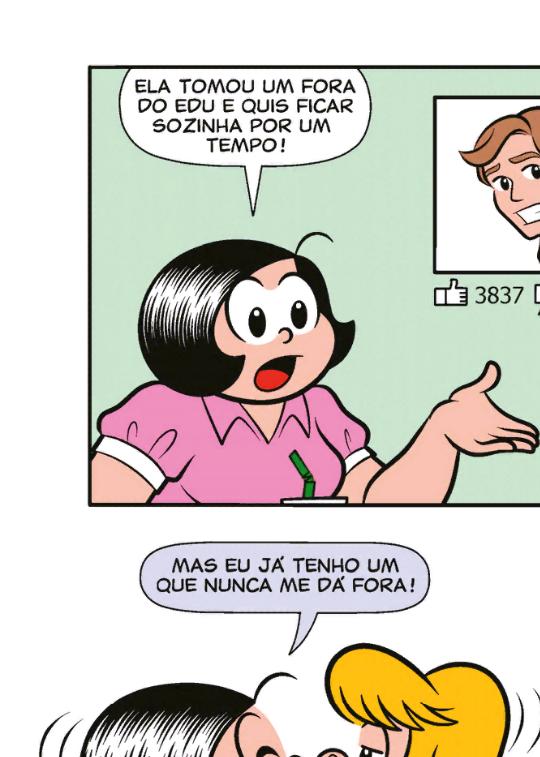 ELA TOMOU UM FORA
DO EDU E QUIS FICAR
SOZINHA POR UM
TEMPO!
3837
MAS EU JÁ TENHO UM
QUE NUNCA ME DÁ FORA!